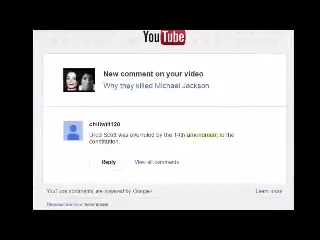 YouTube
New comment on your video
Why they killed Michael Jackson
Dred Scott was overruled by the 14th amendment to the
constitution.
Reply
View all comments
YouTube comments are powered by Google+
Learn more